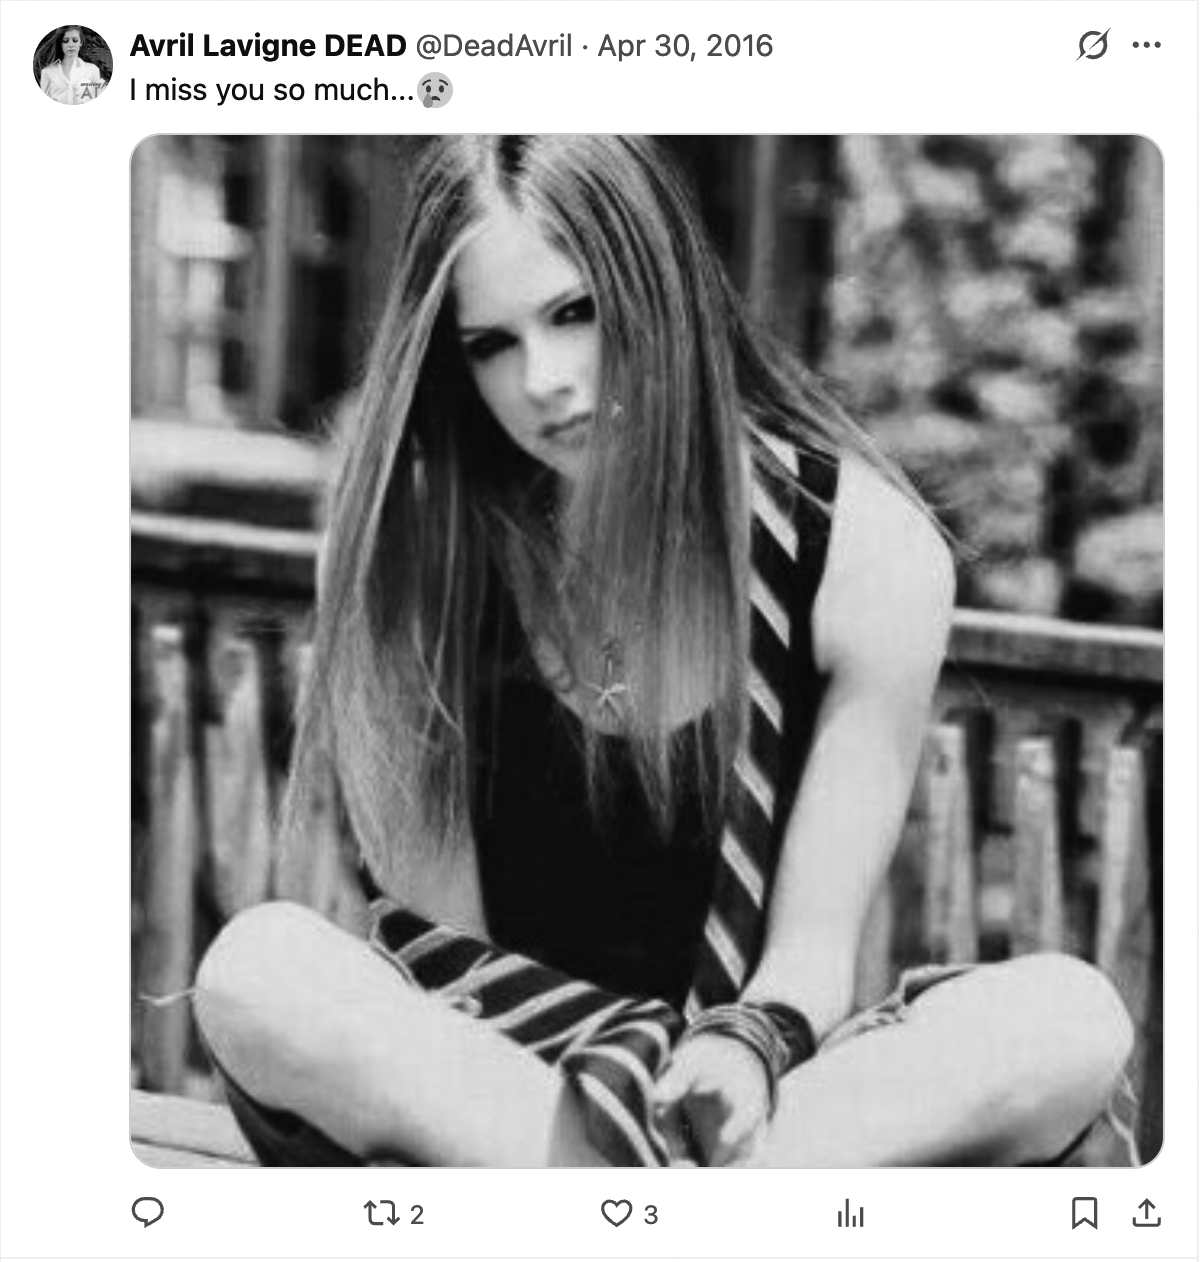 Avril Lavigne DEAD @DeadAvril · Apr 30, 2016
I miss you so much...😢
2 3